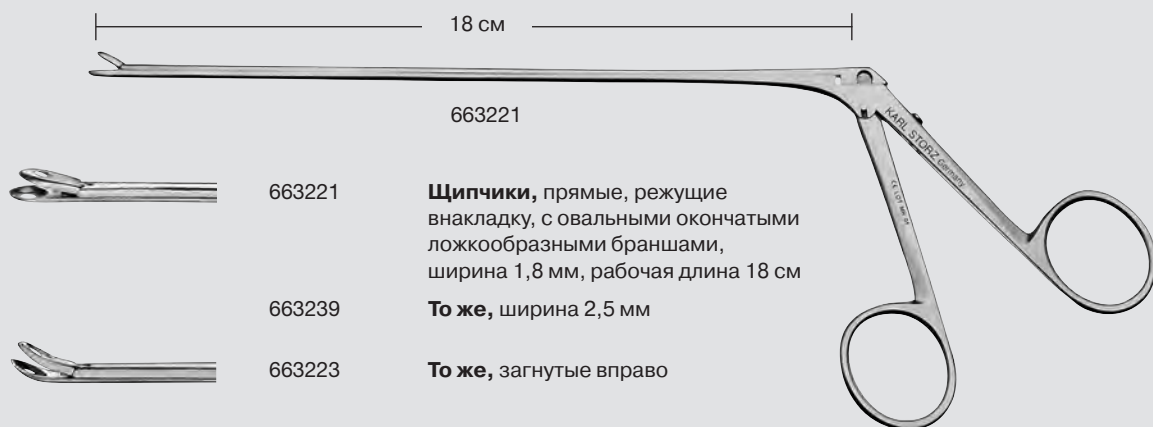 18 см
663221
KARL STORZ Germany
663221 Щипчики, прямые, режущие
внакладку, с овальными окончатыми
ложкообразными браншами,
ширина 1,8 мм, рабочая длина 18 см
663239 То же, ширина 2,5 мм
663223 То же, загнутые вправо